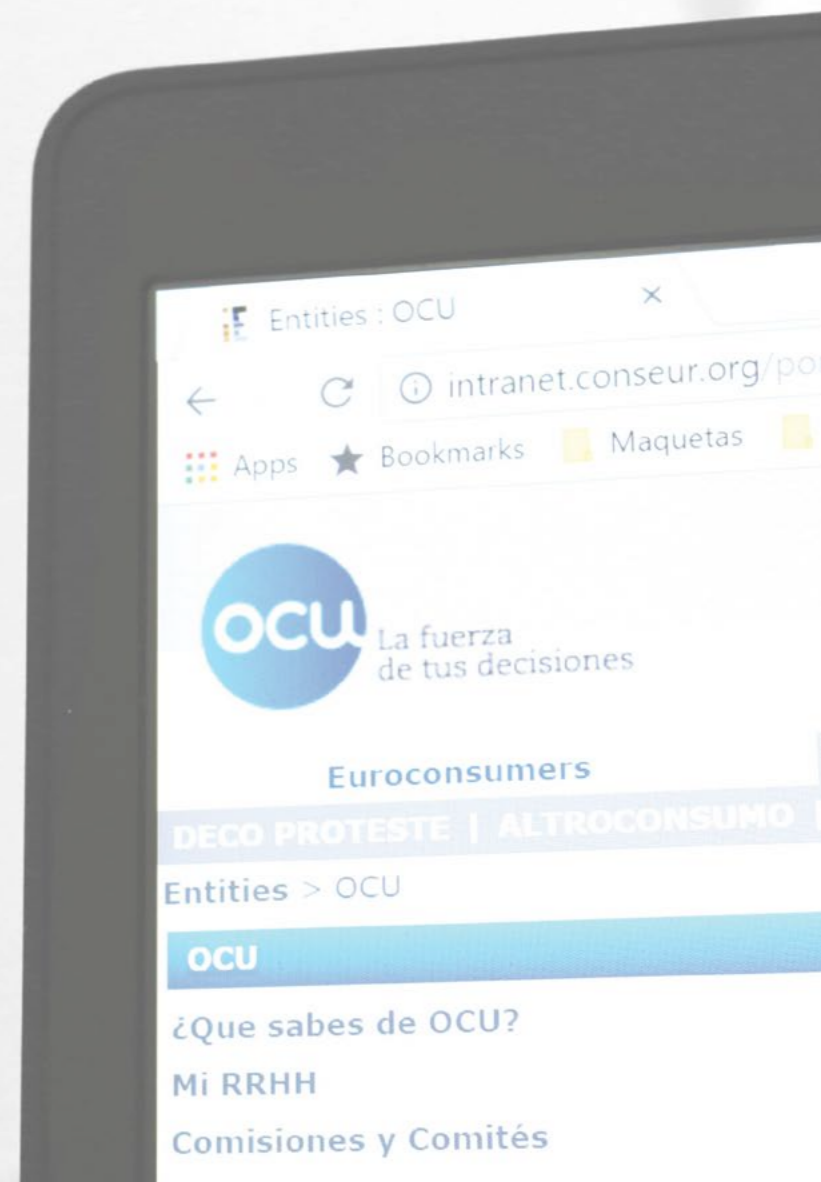 Entities : OCU
intranet.conseur.org/por
Apps Bookmarks Maquetas
ocu
La fuerza
de tus decisiones
Euroconsumers
DECO PROTESTE | ALTROCONSUMO
Entities > OCU
OCU
¿Que sabes de OCU?
Mi RRHH
Comisiones y Comités